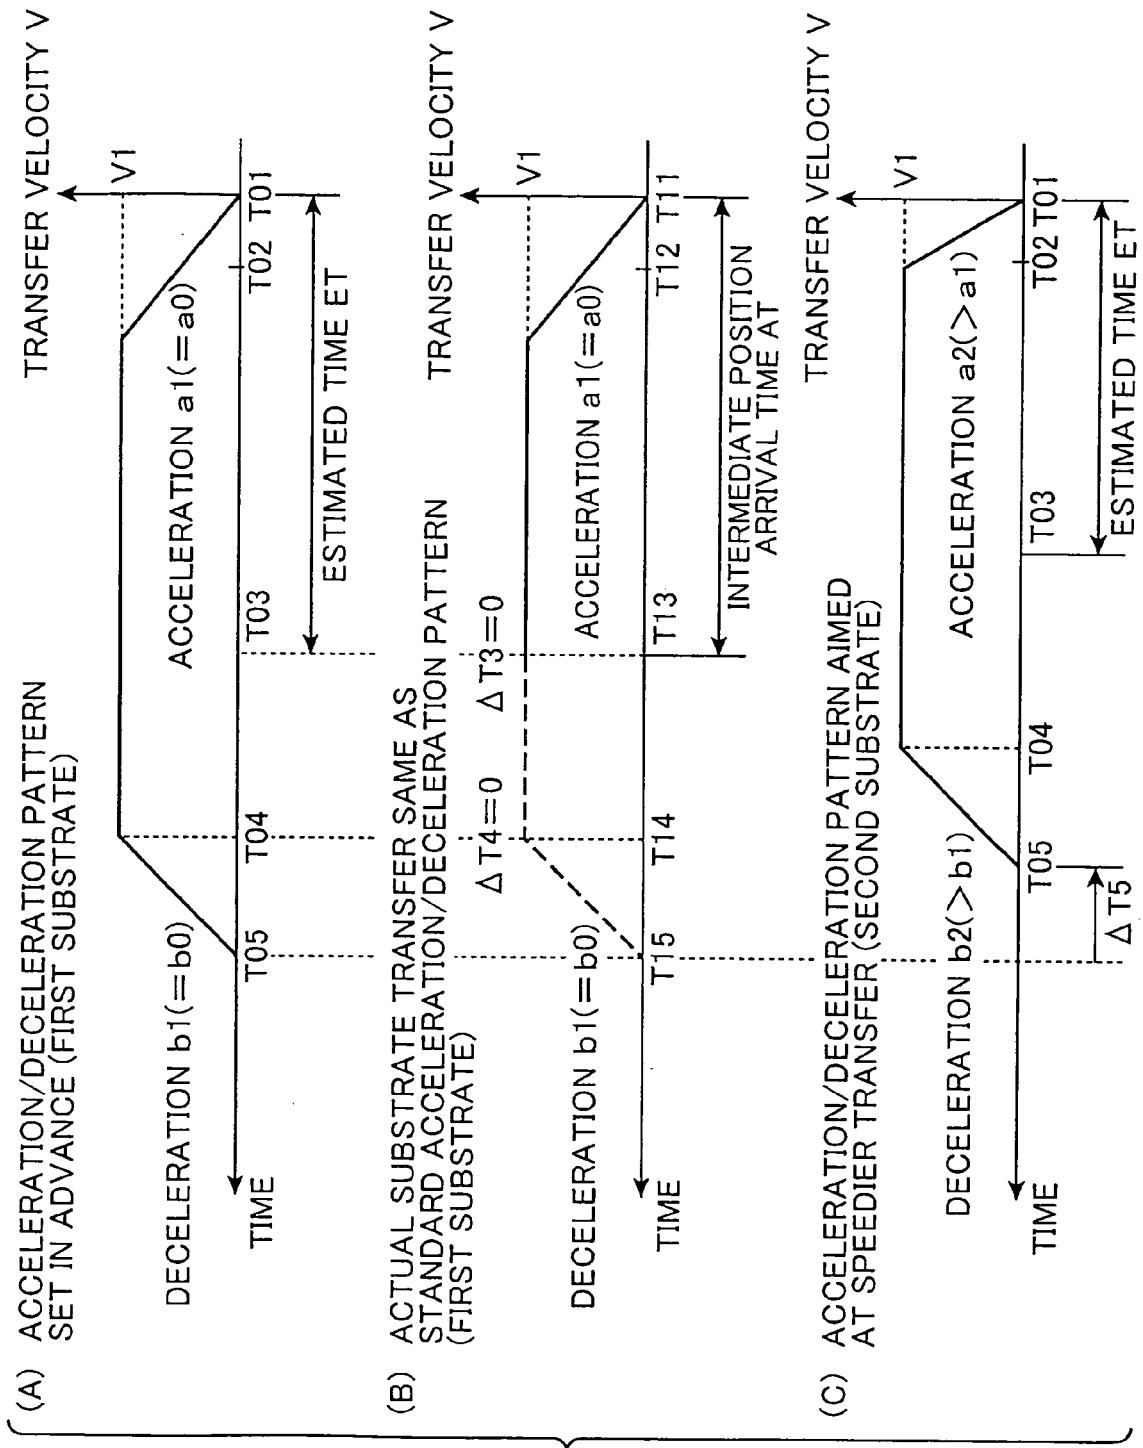 (A) ACCELERATION/DECELERATION PATTERN
SET IN ADVANCE (FIRST SUBSTRATE)
TRANSFER VELOCITY V
V1
ACCELERATION a1(=a0)
DECELERATION b1(=b0)
TIME
T05
T04
T03
T02
T01
ESTIMATED TIME ET
(B) ACTUAL SUBSTRATE TRANSFER SAME AS
STANDARD ACCELERATION/DECELERATION PATTERN
(FIRST SUBSTRATE)
TRANSFER VELOCITY V
ΔT4=0
ΔT3=0
V1
ACCELERATION a1(=a0)
DECELERATION b1(=b0)
TIME
T15
T14
T13
T12
T11
INTERMEDIATE POSITION
ARRIVAL TIME AT
(C) ACCELERATION/DECELERATION PATTERN AIMED
AT SPEEDIER TRANSFER (SECOND SUBSTRATE)
TRANSFER VELOCITY V
V1
ACCELERATION a2(>a1)
DECELERATION b2(>b1)
TIME
T05
T04
T03
T02
T01
ΔT5
ESTIMATED TIME ET